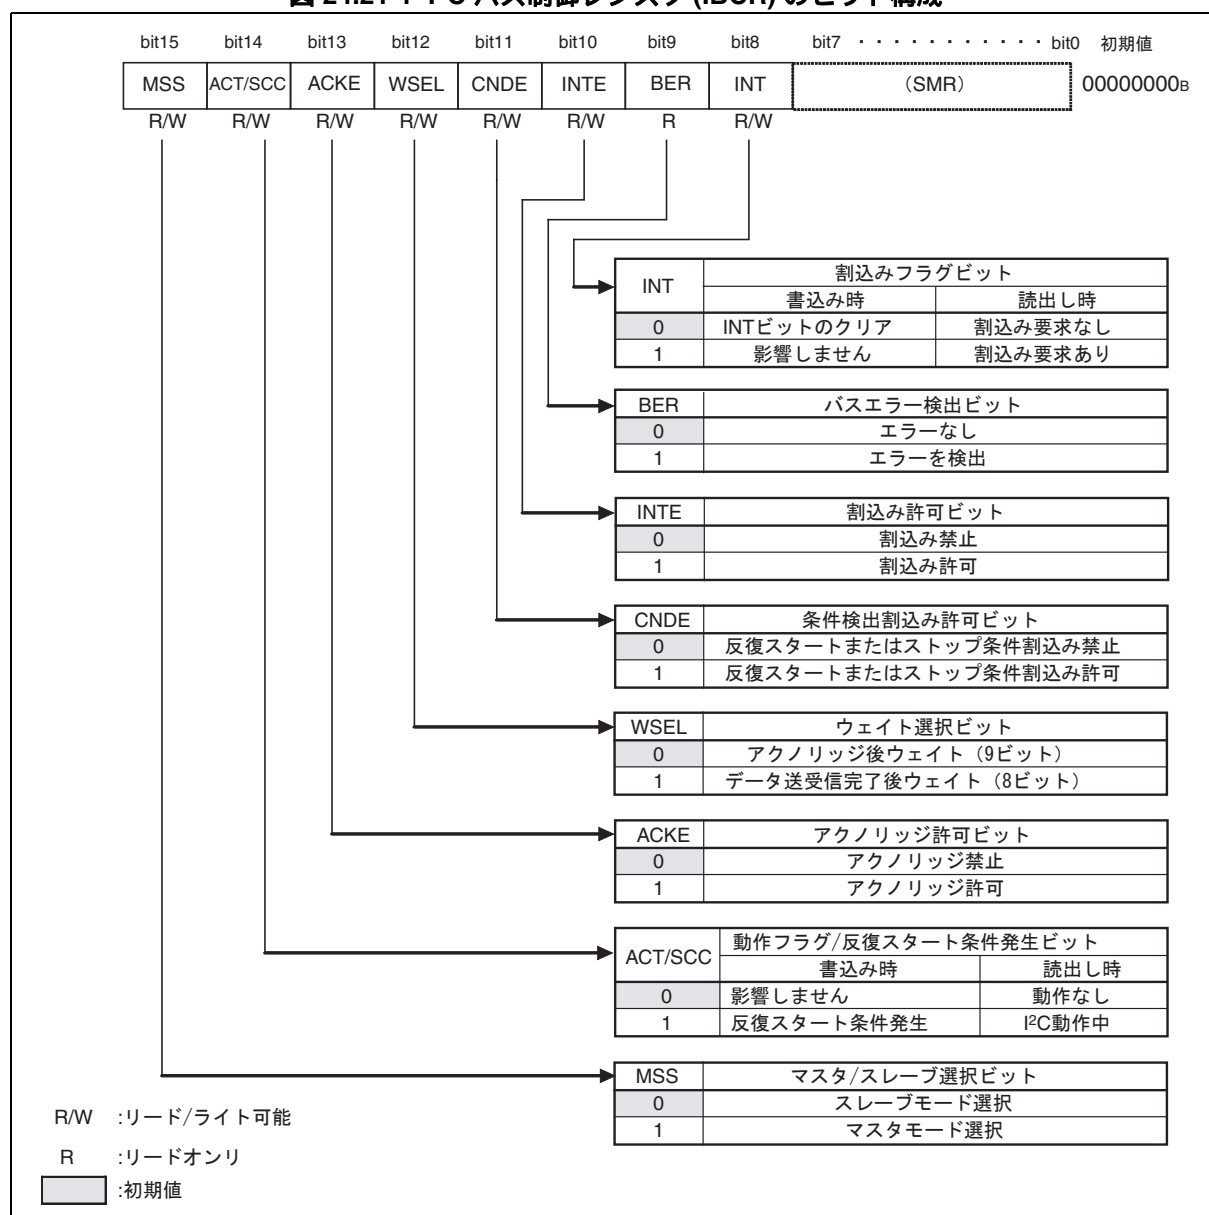 bit15 bit14 bit13 bit12 bit11 bit10 bit9 bit8 bit7 ・・・・・・・・・・・ bit0 初期値
MSS ACT/SCC ACKE WSEL CNDE INTE BER INT (SMR) 00000000B
R/W R/W R/W R/W R/W R/W R R/W
INT 割込みフラグビット
書込み時 読出し時
0 INTビットのクリア 割込み要求なし
1 影響しません 割込み要求あり
BER バスエラー検出ビット
0 エラーなし
1 エラーを検出
INTE 割込み許可ビット
0 割込み禁止
1 割込み許可
CNDE 条件検出割込み許可ビット
0 反復スタートまたはストップ条件割込み禁止
1 反復スタートまたはストップ条件割込み許可
WSEL ウェイト選択ビット
0 アクノリッジ後ウェイト（9ビット）
1 データ送受信完了後ウェイト（8ビット）
ACKE アクノリッジ許可ビット
0 アクノリッジ禁止
1 アクノリッジ許可
ACT/SCC 動作フラグ/反復スタート条件発生ビット
書込み時 読出し時
0 影響しません 動作なし
1 反復スタート条件発生 I²C動作中
MSS マスタ/スレーブ選択ビット
0 スレーブモード選択
1 マスタモード選択
R/W :リード/ライト可能
R :リードオンリ
:初期値